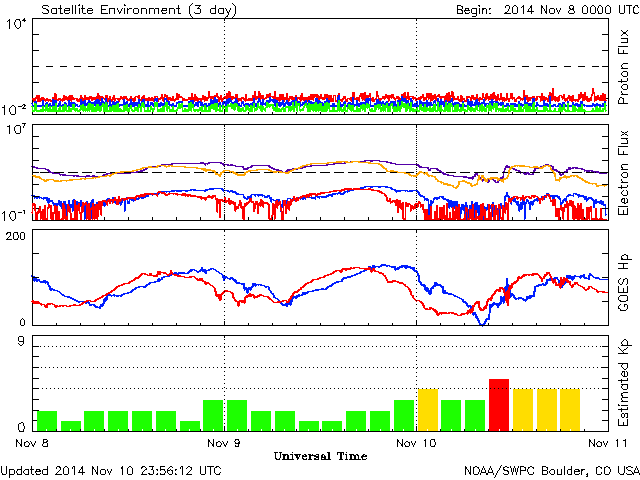 Satellite Environment (3 day)
Begin: 2014 Nov 8 0000 UTC
10⁴
10⁻²
Proton Flux
10⁷
10⁻¹
Electron Flux
200
0
GOES Hp
9
0
Estimated Kp
Nov 8
Nov 9
Nov 10
Nov 11
Universal Time
Updated 2014 Nov 10 23:56:12 UTC
NOAA/SWPC Boulder, CO USA